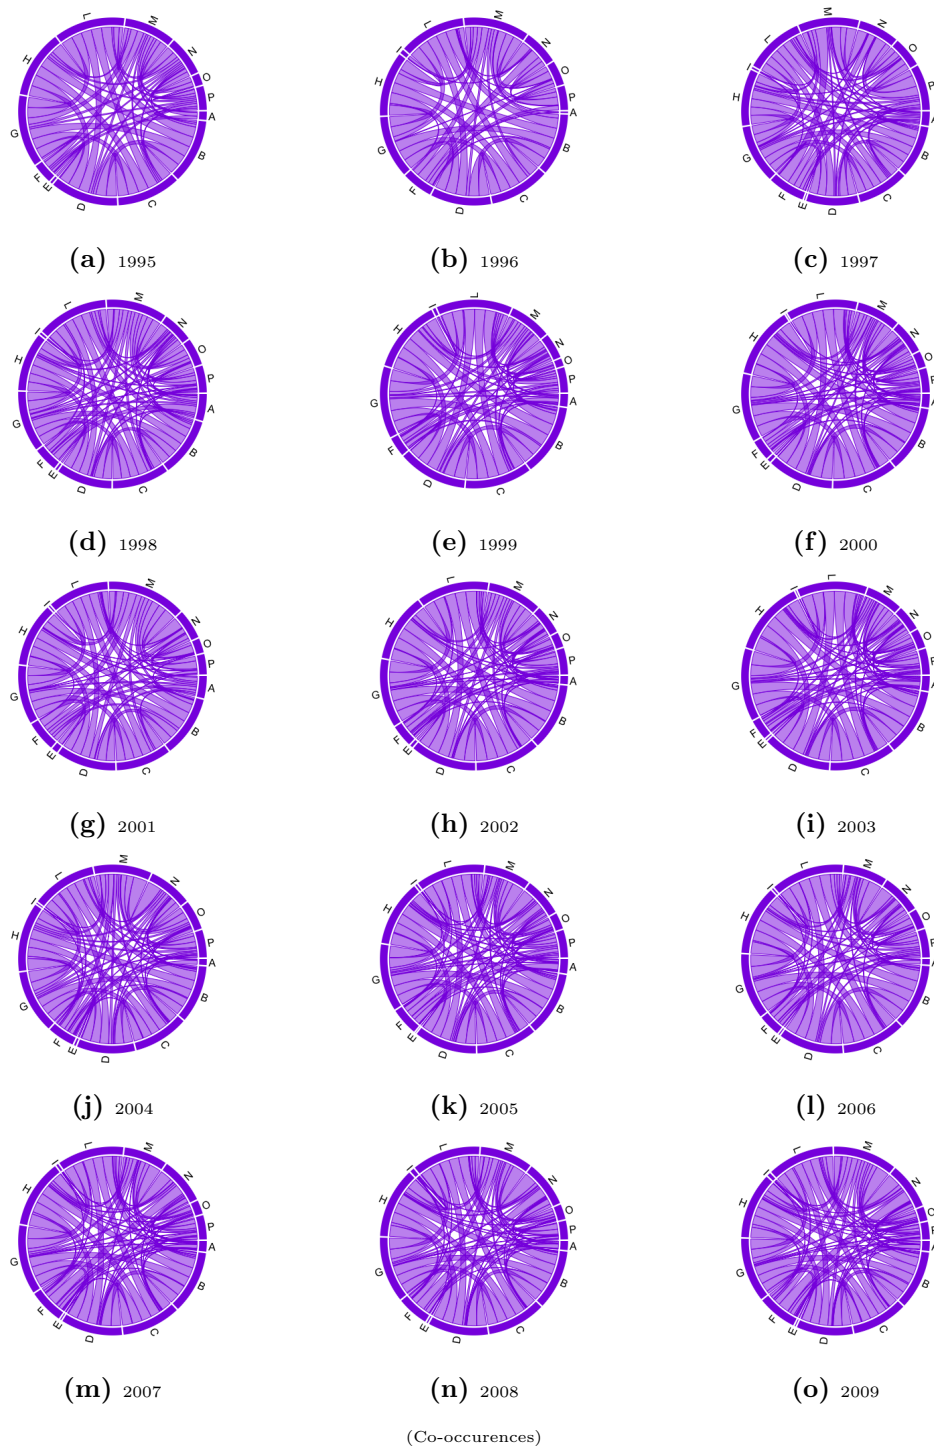 A B C D E F G H L M N O P
(a) 1995
A B C D F G H I L M N O P
(b) 1996
A B C D E F G H I L M N O P
(c) 1997
A B C D E F G H I L M N O P
(d) 1998
A B C D F G H I L M N O P
(e) 1999
A B C D E F G H I L M N O P
(f) 2000
A B C D E F G H I L M N O P
(g) 2001
A B C D E F G H L M N O P
(h) 2002
A B C D E F G H I L M N O P
(i) 2003
A B C D E F G H I L M N O P
(j) 2004
A B C D E F G H I L M N O P
(k) 2005
A B C D E F G H I L M N O P
(l) 2006
A B C D E F G H I L M N O P
(m) 2007
A B C D E F G H I L M N O P
(n) 2008
A B C D E F G H I L M N O P
(o) 2009
(Co-occurences)